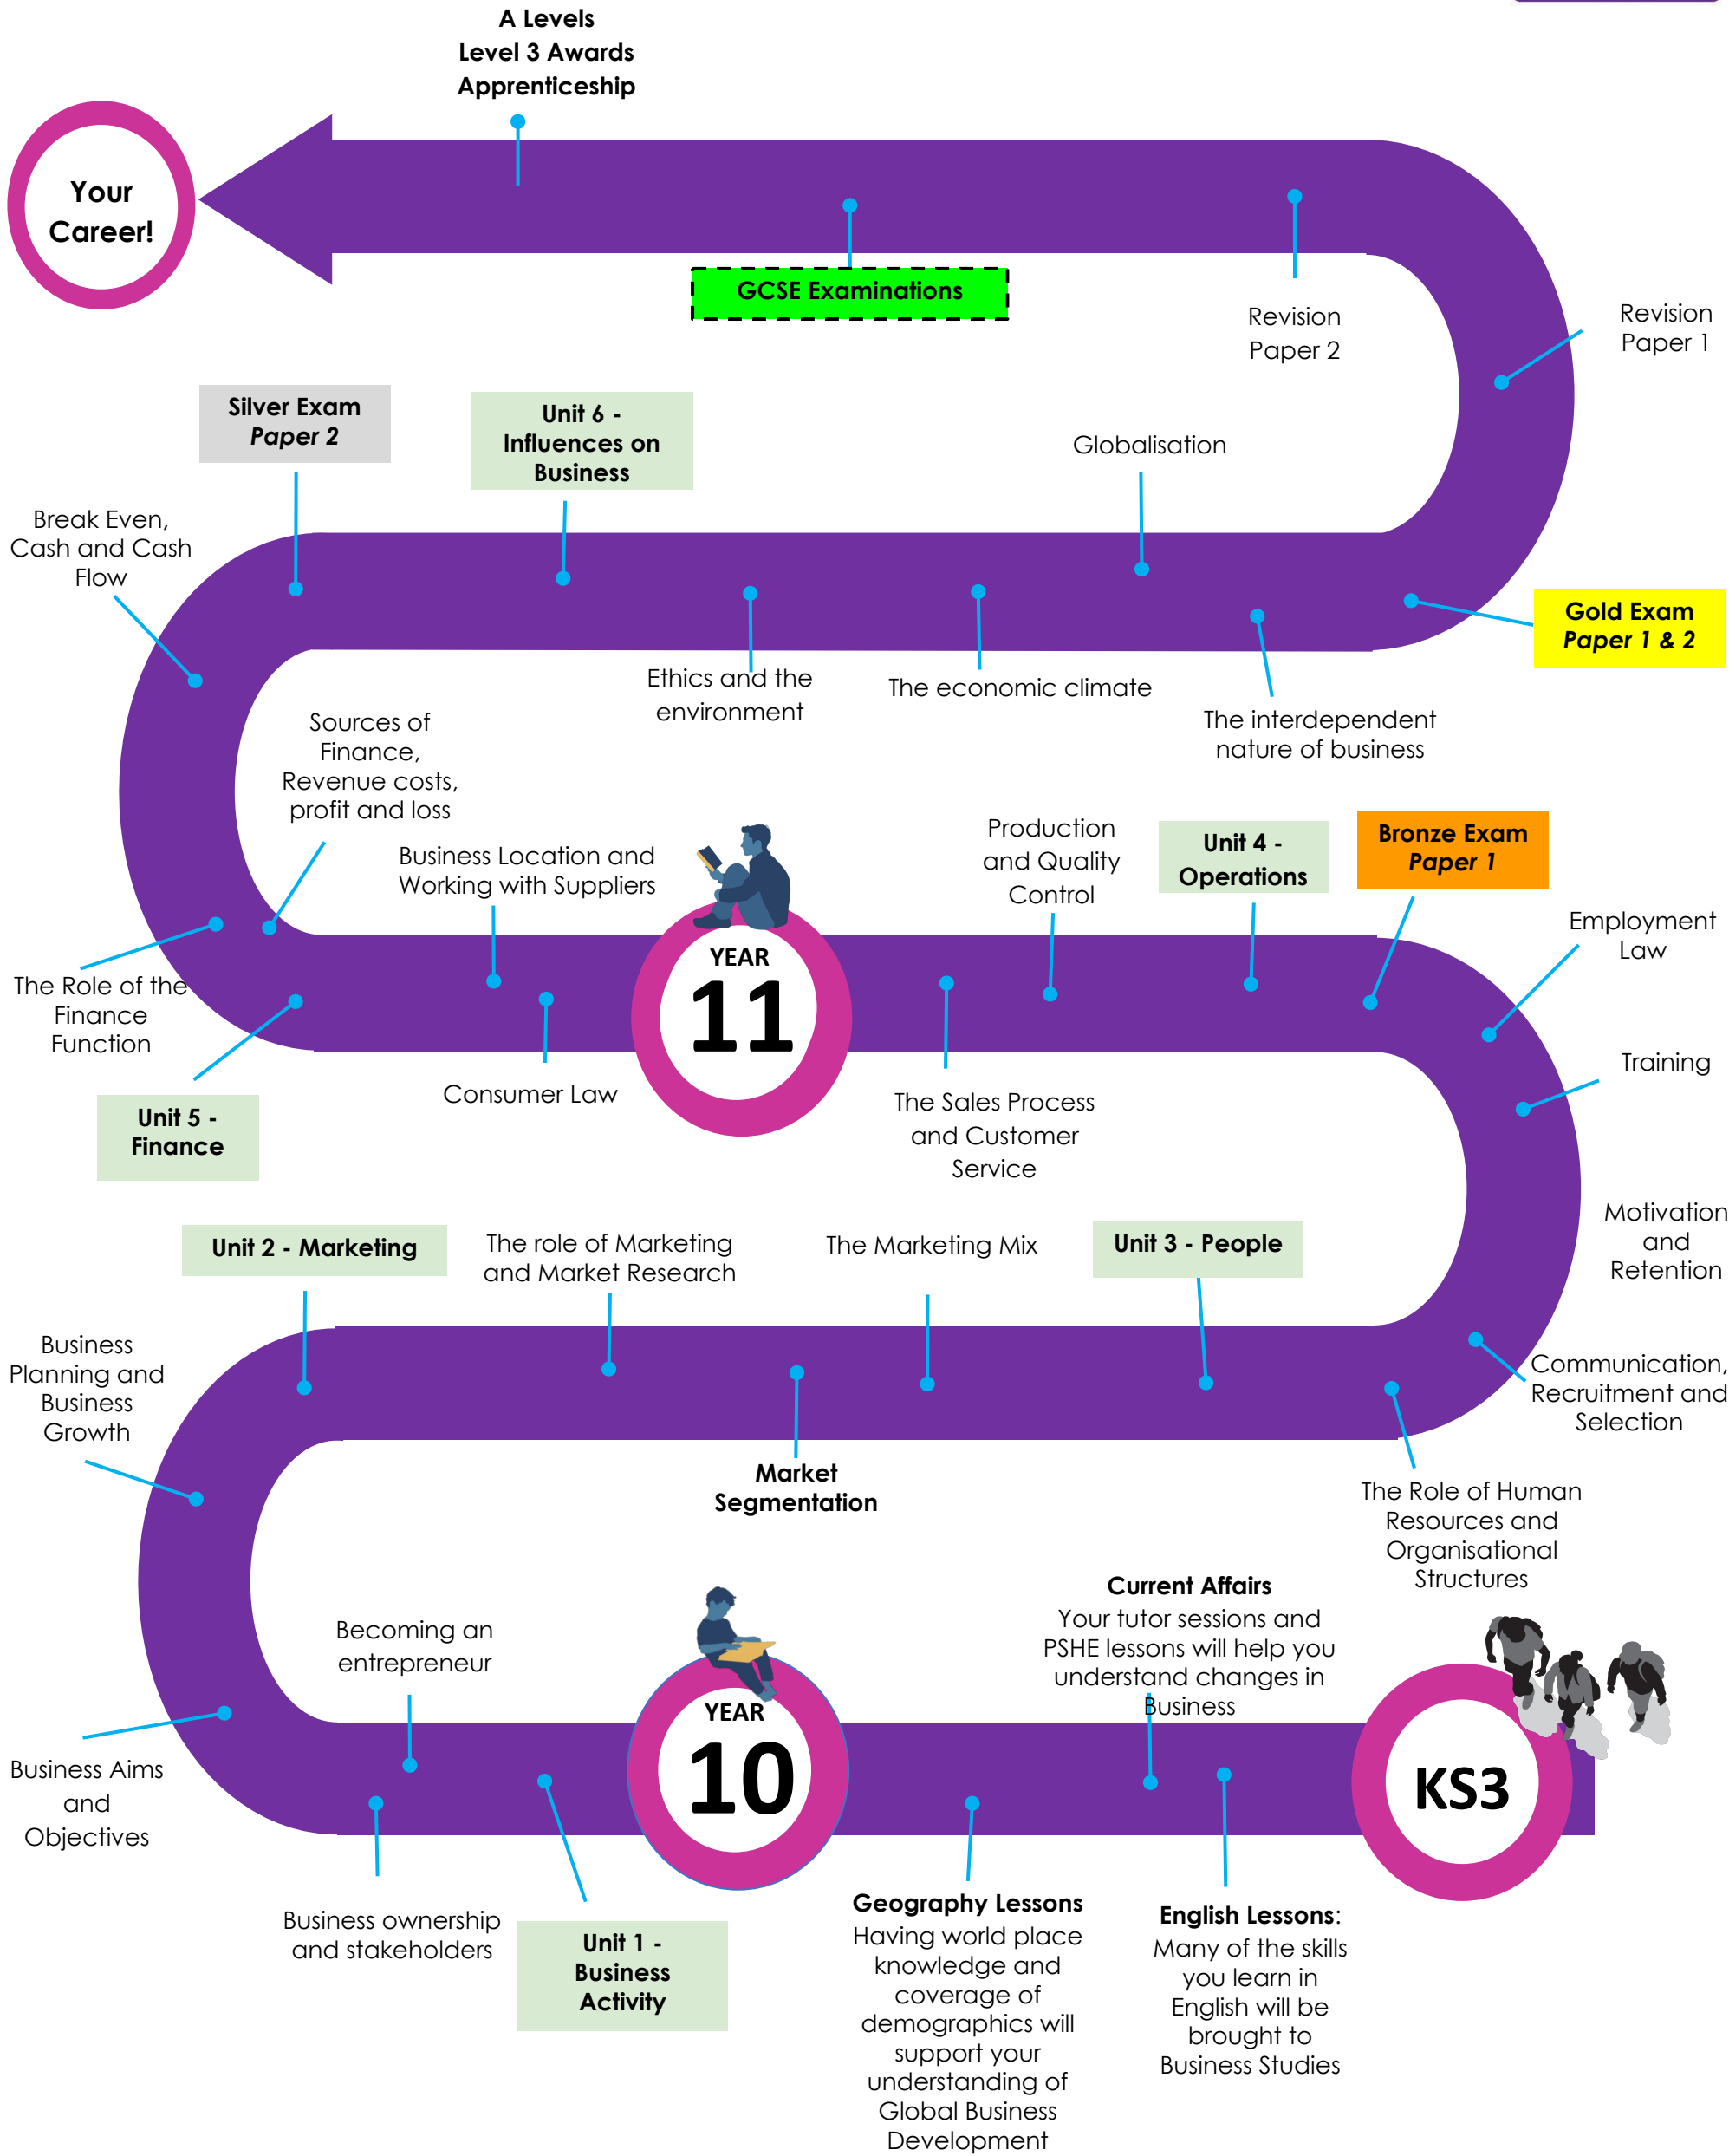 A Levels
Level 3 Awards
Apprenticeship
Your
Career!
GCSE Examinations
Revision
Paper 2
Revision
Paper 1
Silver Exam
Paper 2
Unit 6 -
Influences on
Business
Globalisation
Break Even,
Cash and Cash
Flow
Gold Exam
Paper 1 & 2
Ethics and the
environment
The economic climate
The interdependent
nature of business
Sources of
Finance,
Revenue costs,
profit and loss
Business Location and
Working with Suppliers
Production
and Quality
Control
Unit 4 -
Operations
Bronze Exam
Paper 1
Employment
Law
YEAR
11
The Role of the
Finance
Function
Training
Consumer Law
The Sales Process
and Customer
Service
Unit 5 -
Finance
Motivation
and
Retention
Unit 2 - Marketing
The role of Marketing
and Market Research
The Marketing Mix
Unit 3 - People
Business
Planning and
Business
Growth
Communication,
Recruitment and
Selection
Market
Segmentation
The Role of Human
Resources and
Organisational
Structures
Current Affairs
Your tutor sessions and
PSHE lessons will help you
understand changes in
Business
Becoming an
entrepreneur
YEAR
10
KS3
Business Aims
and
Objectives
Business ownership
and stakeholders
Unit 1 -
Business
Activity
Geography Lessons
Having world place
knowledge and
coverage of
demographics will
support your
understanding of
Global Business
Development
English Lessons:
Many of the skills
you learn in
English will be
brought to
Business Studies